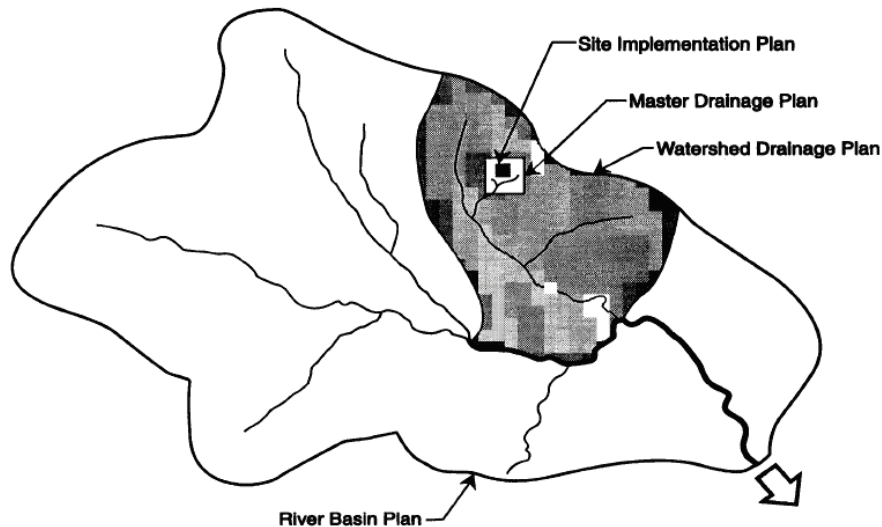 Site Implementation Plan
Master Drainage Plan
Watershed Drainage Plan
River Basin Plan